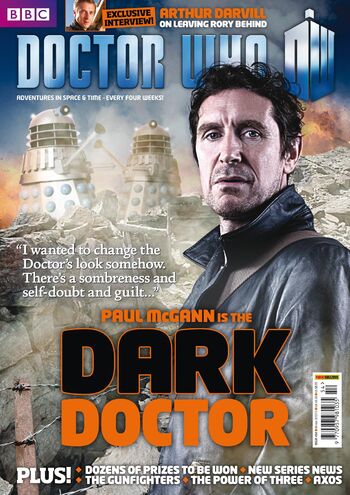 BBC
EXCLUSIVE
INTERVIEW!
ARTHUR DARVILL
ON LEAVING RORY BEHIND
DOCTOR WHO
DW
ADVENTURES IN SPACE & TIME • EVERY FOUR WEEKS!
“I wanted to change the
Doctor's look somehow.
There's a sombreness and
self-doubt and guilt...”
PAUL McGANN IS THE
DARK
DOCTOR
PLUS!
DOZENS OF PRIZES TO BE WON ✦ NEW SERIES NEWS
THE GUNFIGHTERS ✦ THE POWER OF THREE ✦ AXOS